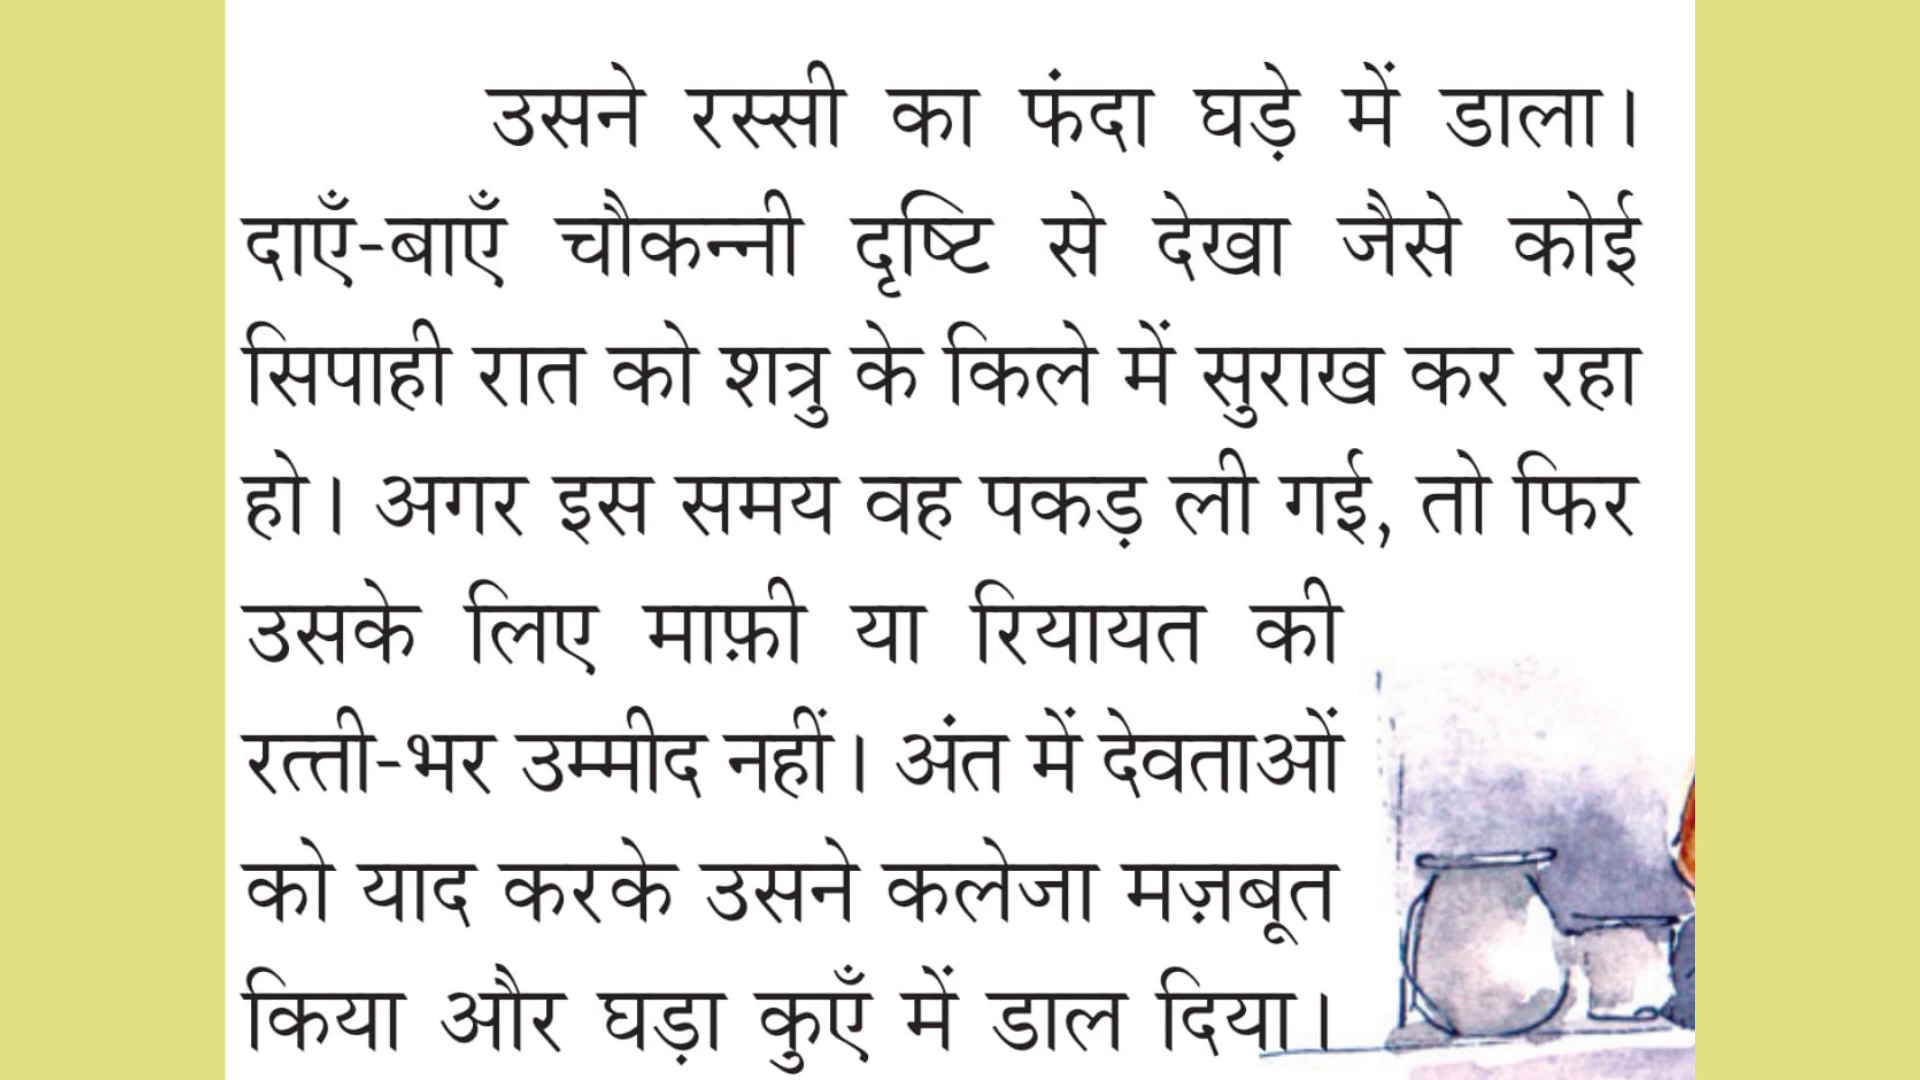 उसने रस्सी का फंदा घड़े में डाला।
दाएँ-बाएँ चौकन्नी दृष्टि से देखा जैसे कोई
सिपाही रात को शत्रु के किले में सुराख कर रहा
हो। अगर इस समय वह पकड़ ली गई, तो फिर
उसके लिए माफ़ी या रियायत की
रत्ती-भर उम्मीद नहीं। अंत में देवताओं
को याद करके उसने कलेजा मज़बूत
किया और घड़ा कुएँ में डाल दिया।